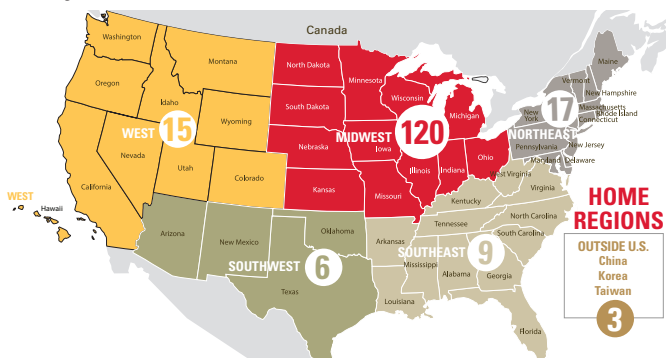 Canada
Washington
Montana
North Dakota
Minnesota
Maine
Oregon
Idaho
Wisconsin
Michigan
Vermont
New Hampshire
South Dakota
Wyoming
New York
17
Massachusetts
Rhode Island
Connecticut
WEST 15
MIDWEST 120
NORTHEAST
Nebraska
Iowa
Nevada
Utah
Colorado
Illinois
Indiana
Ohio
Pennsylvania
New Jersey
Maryland
Delaware
California
Kansas
Missouri
West Virginia
Virginia
Kentucky
WEST
Hawaii
HOME
REGIONS
Arizona
New Mexico
Oklahoma
Arkansas
Tennessee
North Carolina
South Carolina
SOUTHWEST 6
SOUTHEAST 9
Mississippi
Alabama
Georgia
Texas
Louisiana
Florida
OUTSIDE U.S.
China
Korea
Taiwan
3